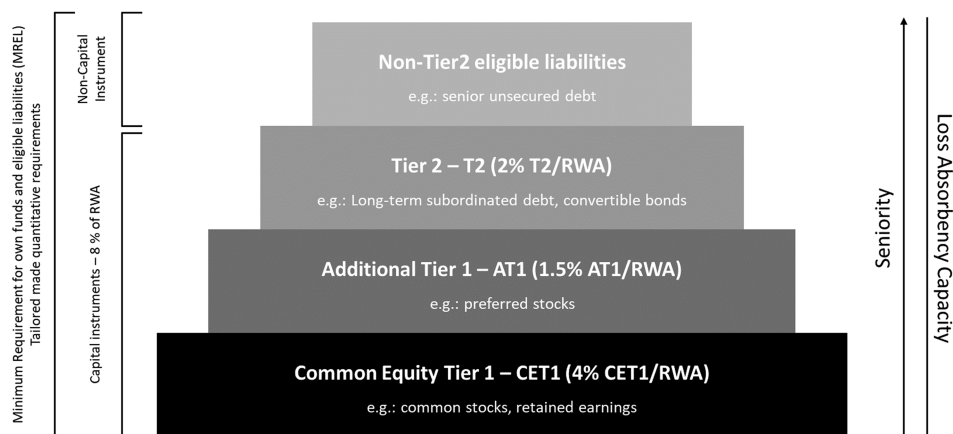 Minimum Requirement for own funds and eligible liabilities (MREL)
Tailored made quantitative requirements
Non-Capital
Instrument
Capital instruments – 8 % of RWA
Non-Tier2 eligible liabilities
e.g.: senior unsecured debt
Tier 2 – T2 (2% T2/RWA)
e.g.: Long-term subordinated debt, convertible bonds
Additional Tier 1 – AT1 (1.5% AT1/RWA)
e.g.: preferred stocks
Common Equity Tier 1 – CET1 (4% CET1/RWA)
e.g.: common stocks, retained earnings
Seniority
Loss Absorbency Capacity